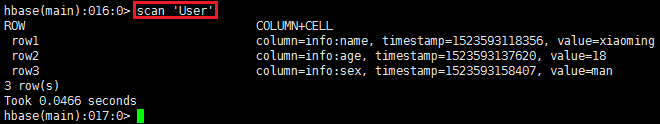 hbase(main):016:0> scan 'User'
ROW COLUMN+CELL
row1 column=info:name, timestamp=1523593118356, value=xiaoming
row2 column=info:age, timestamp=1523593137620, value=18
row3 column=info:sex, timestamp=1523593158407, value=man
3 row(s)
Took 0.0466 seconds
hbase(main):017:0>